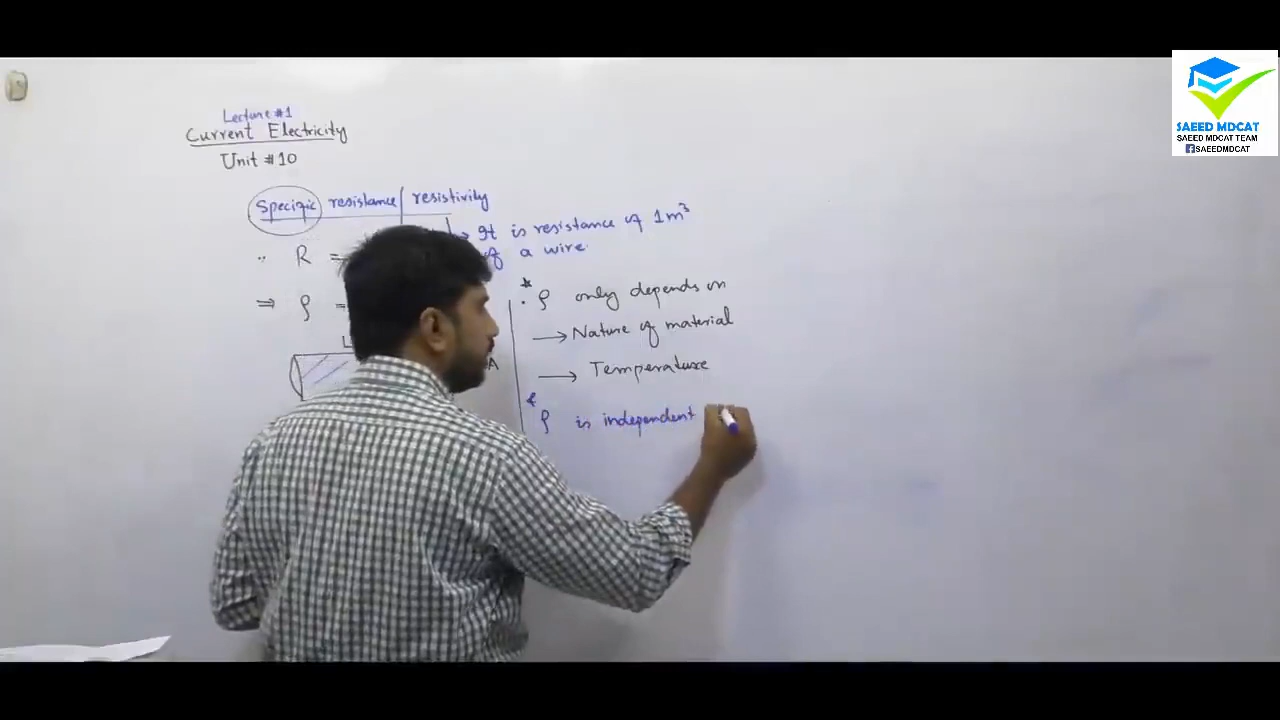 Lecture #1
Current Electricity
Unit #10
Specific resistance / resistivity
∵ R =
⇒ ρ =
L
A
→ It is resistance of 1m³
of a wire.
* ρ only depends on
→ Nature of material
→ Temperature
* ρ is independent
SAEED MDCAT
SAEED MDCAT TEAM
SAEEDMDCAT